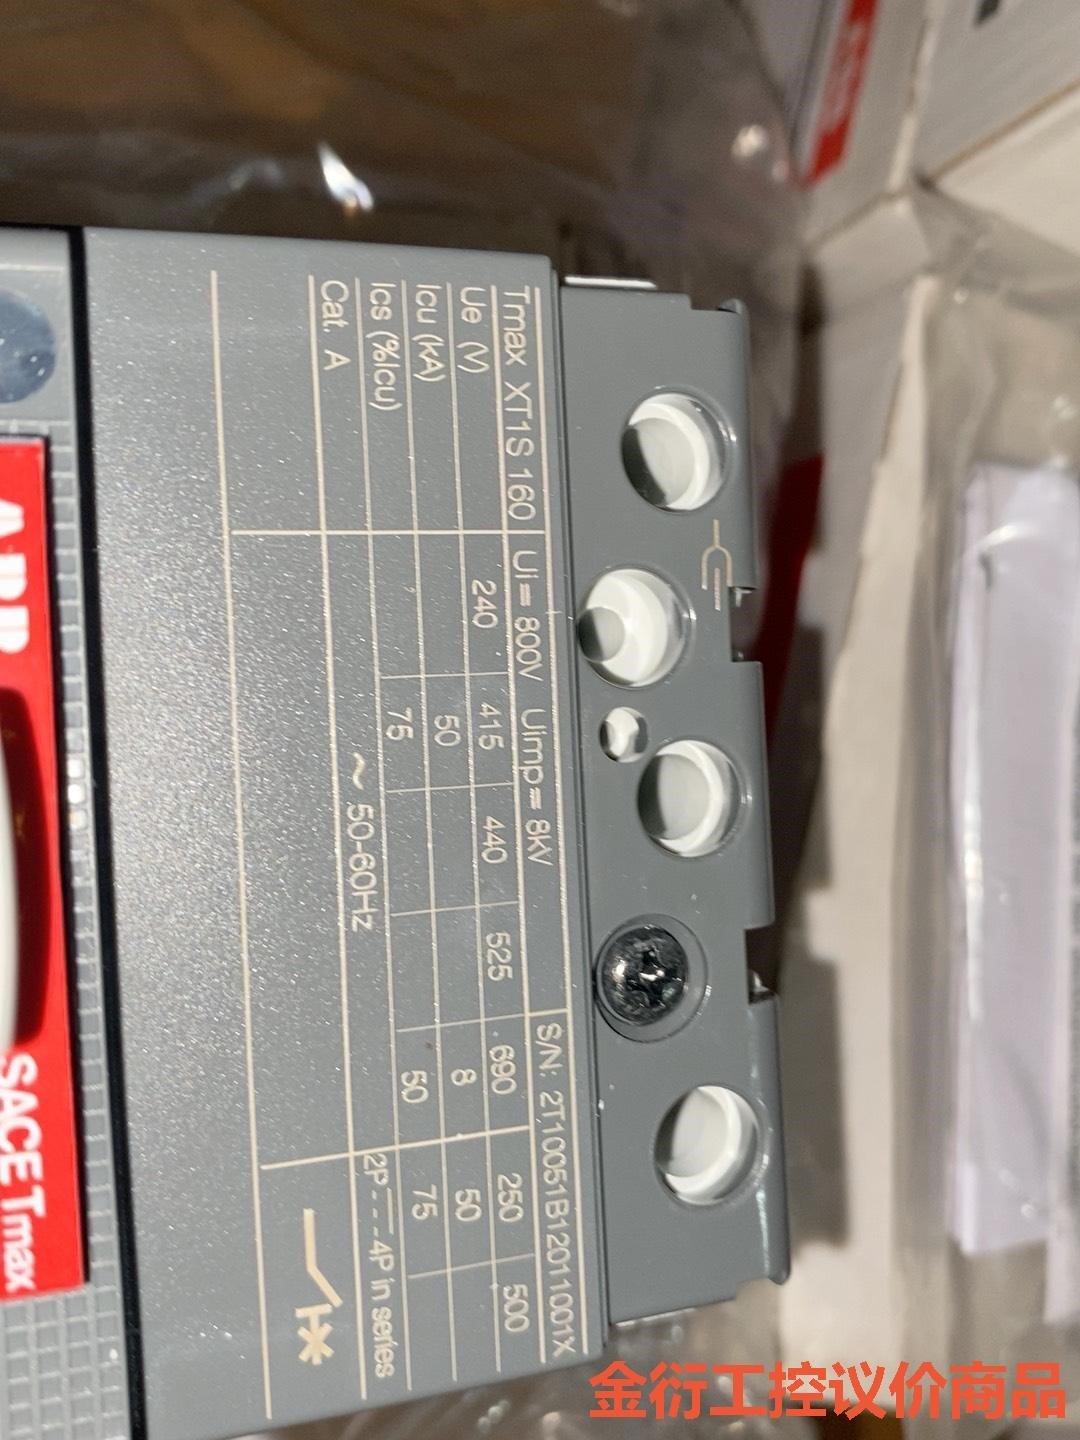 Tmax XT1S 160 Ui= 800V Uimp= 8kV S/N: 2T10051B12011001X
Ue (V) 240 415 440 525 690 250 500
Icu (kA) 50 8 50
Ics (%Icu) 75 50 75
Cat. A ~ 50-60Hz 2P - 4P in series
ABB
SACE Tmax
金衍工控议价商品